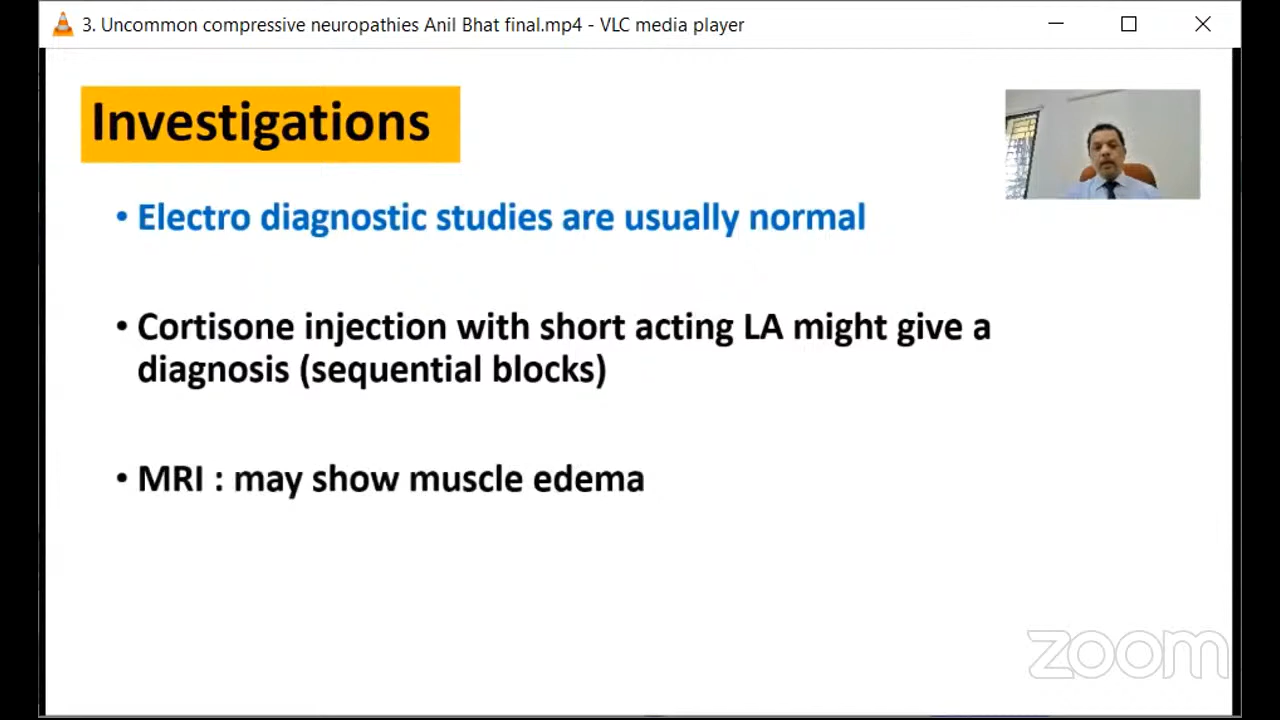 3. Uncommon compressive neuropathies Anil Bhat final.mp4 - VLC media player
Investigations
• Electro diagnostic studies are usually normal
• Cortisone injection with short acting LA might give a
diagnosis (sequential blocks)
• MRI : may show muscle edema
zoom